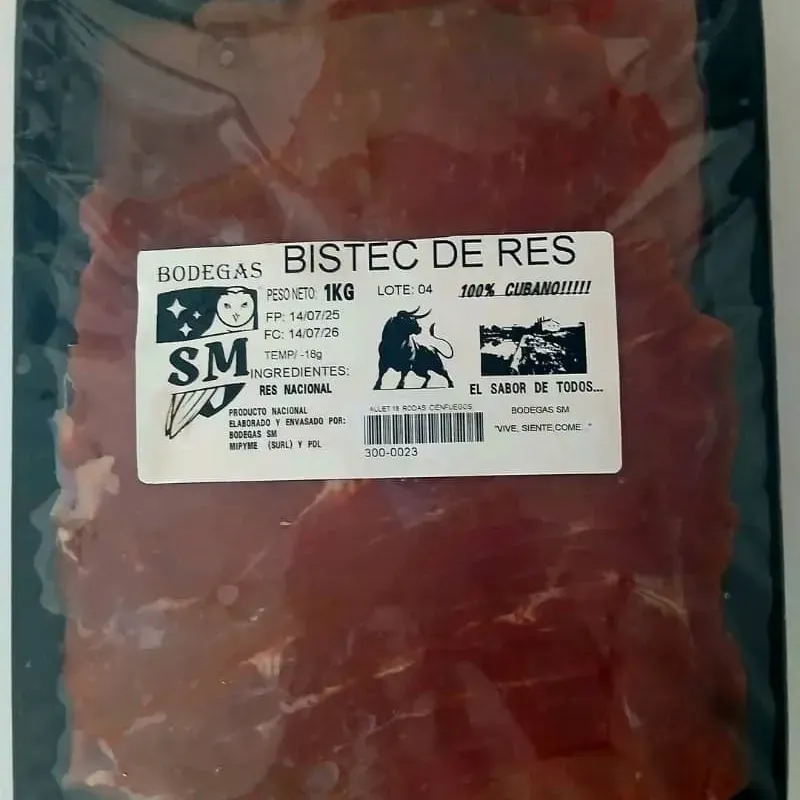 BODEGAS
SM
BISTEC DE RES
PESO NETO: 1KG
LOTE: 04
100% CUBANO!!!!!
FP: 14/07/25
FC: 14/07/26
TEMP/ -18g
INGREDIENTES:
RES NACIONAL
EL SABOR DE TODOS...
PRODUCTO NACIONAL
ELABORADO Y ENVASADO POR:
BODEGAS SM
MIPYME (SURL) Y PDL
RODAS CIENFUEGOS
300-0023
BODEGAS SM
"VIVE, SIENTE,COME..."